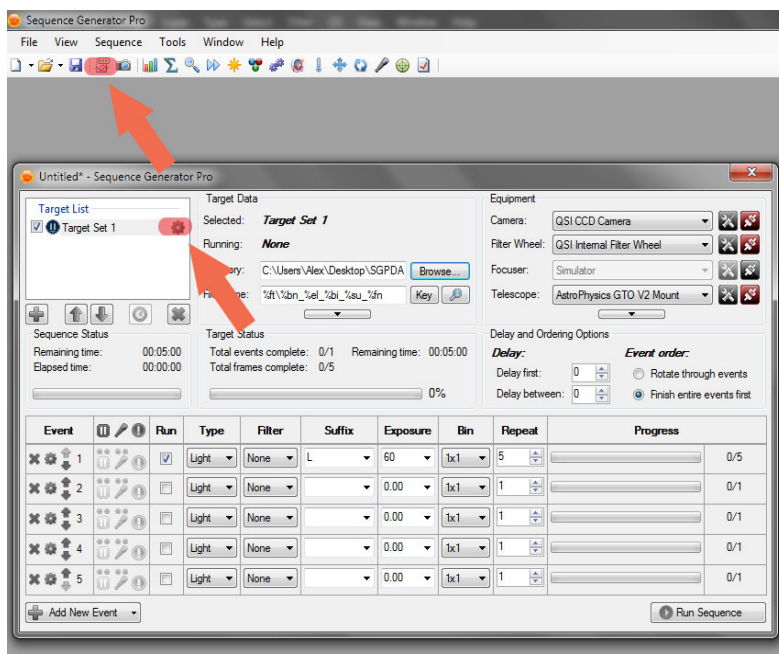 Sequence Generator Pro
File View Sequence Tools Window Help
Untitled* - Sequence Generator Pro
Target List
Target Set 1
Target Data
Selected: Target Set 1
Running: None
C:\Users\Alex\Desktop\SGPDA Browse...
%ft\%bn_%el_%bi_%su_%fn Key
Equipment
Camera: QSI CCD Camera
Filter Wheel: QSI Internal Filter Wheel
Focuser: Simulator
Telescope: AstroPhysics GTO V2 Mount
Sequence Status
Remaining time: 00:05:00
Elapsed time: 00:00:00
Target Status
Total events complete: 0/1 Remaining time: 00:05:00
Total frames complete: 0/5
0%
Delay and Ordering Options
Delay: Event order:
Delay first: 0 Rotate through events
Delay between: 0 Finish entire events first
Event Run Type Filter Suffix Exposure Bin Repeat Progress
1 Light None L 60 1x1 5 0/5
2 Light None 0.00 1x1 1 0/1
3 Light None 0.00 1x1 1 0/1
4 Light None 0.00 1x1 1 0/1
5 Light None 0.00 1x1 1 0/1
Add New Event Run Sequence